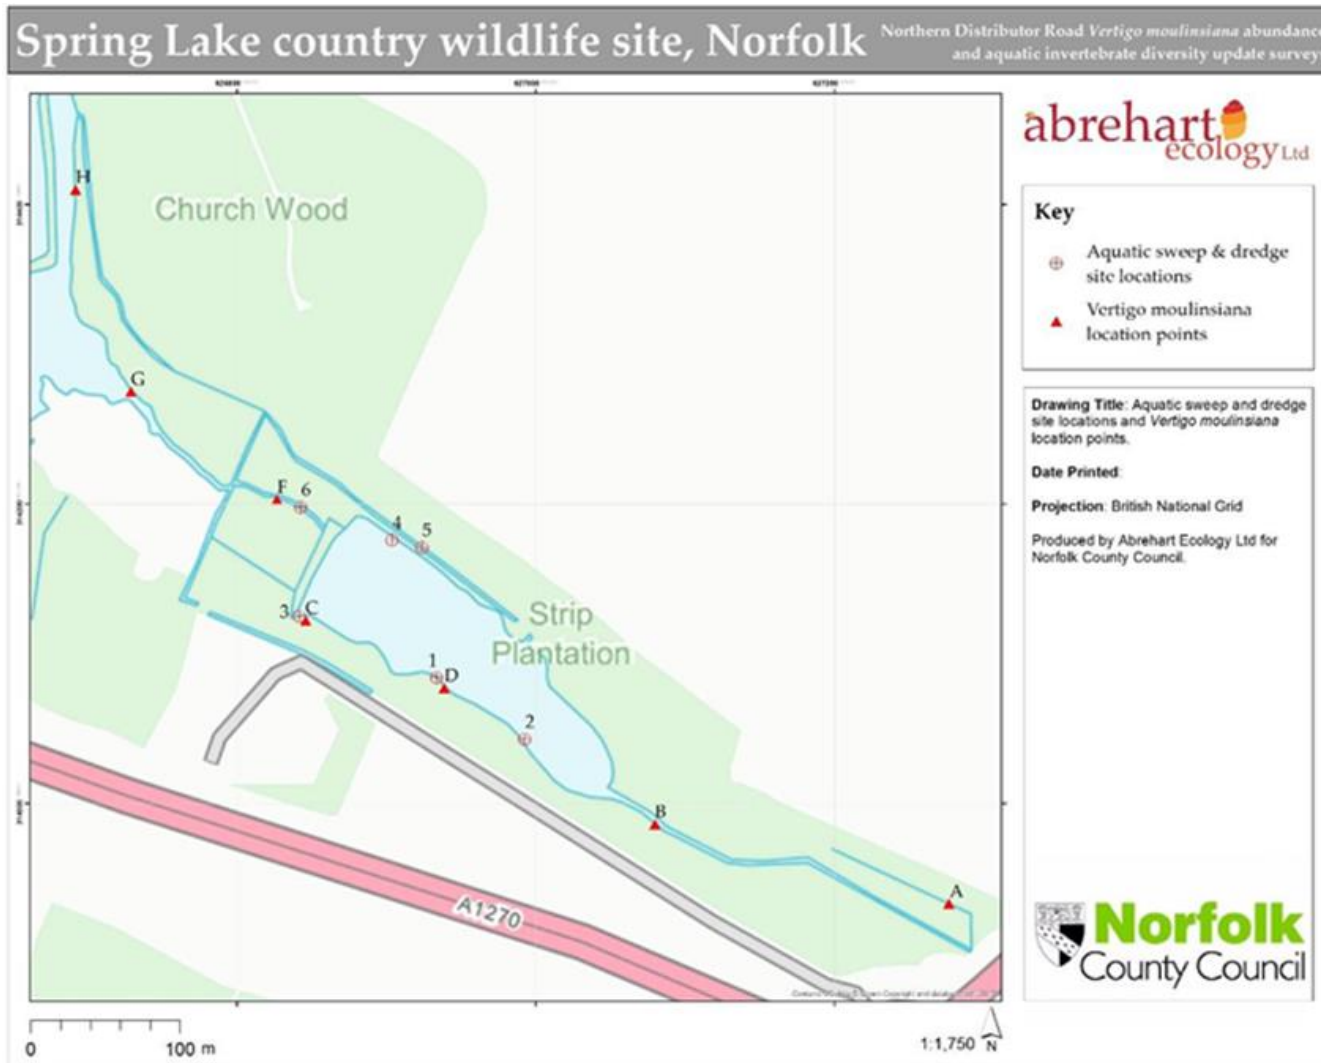 Spring Lake country wildlife site, Norfolk
Northern Distributor Road Vertigo moulinsiana abundance
and aquatic invertebrate diversity update survey
H
Church Wood
G
F 6
4
5
3 C
Strip
Plantation
1
D
2
B
A
A1270
0 100 m
1:1,750 N
abrehart
ecology Ltd
Key
Aquatic sweep & dredge
site locations
Vertigo moulinsiana
location points
Drawing Title: Aquatic sweep and dredge
site locations and Vertigo moulinsiana
location points.
Date Printed:
Projection: British National Grid
Produced by Abrehart Ecology Ltd for
Norfolk County Council.
Norfolk
County Council